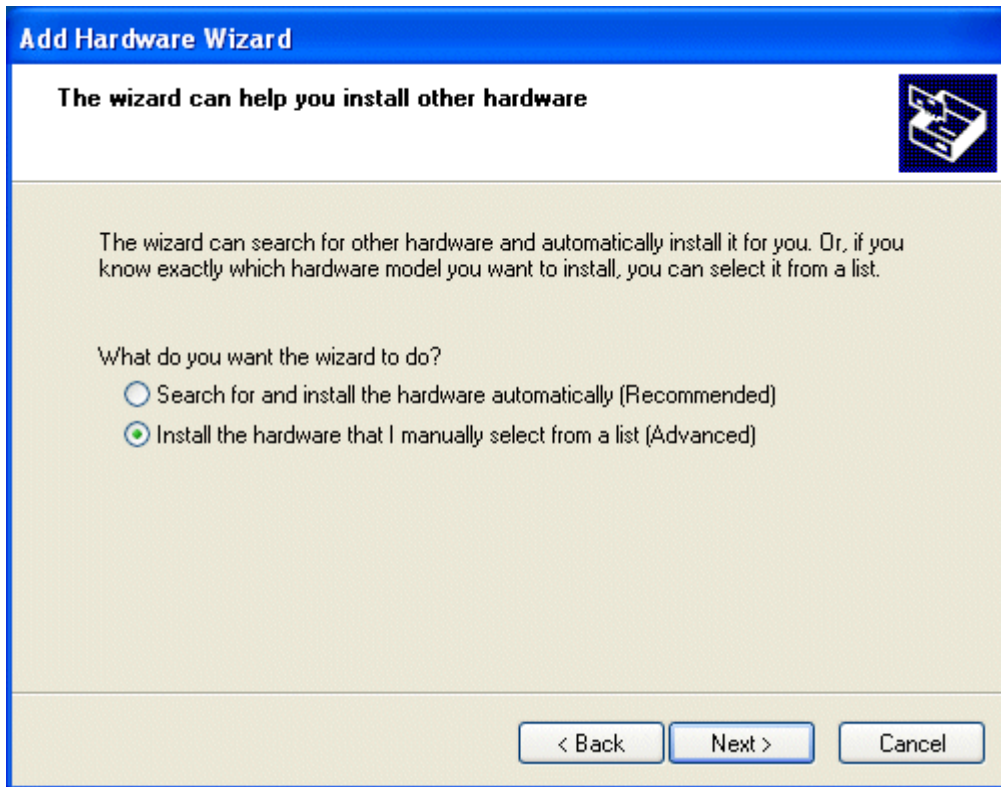 Add Hardware Wizard
The wizard can help you install other hardware
The wizard can search for other hardware and automatically install it for you. Or, if you
know exactly which hardware model you want to install, you can select it from a list.
What do you want the wizard to do?
Search for and install the hardware automatically (Recommended)
Install the hardware that I manually select from a list (Advanced)
< Back
Next >
Cancel